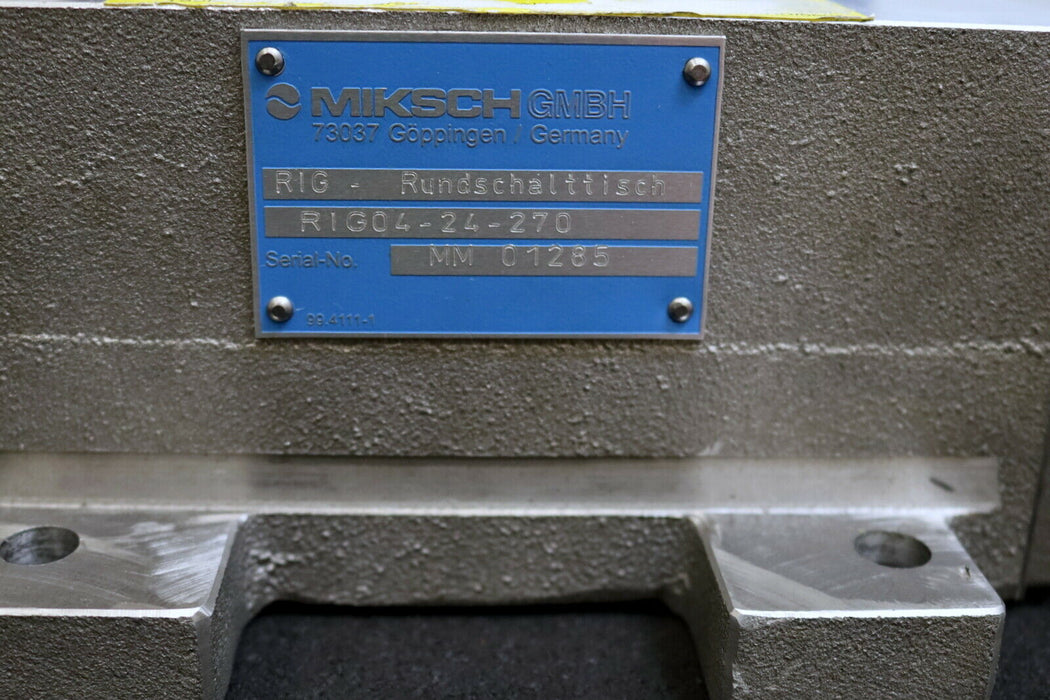 MIKSCH GMBH
73037 Göppingen / Germany
RIG - Rundschalttisch
RIG04-24-270
Serial-No. MM 01285
99.4111-1